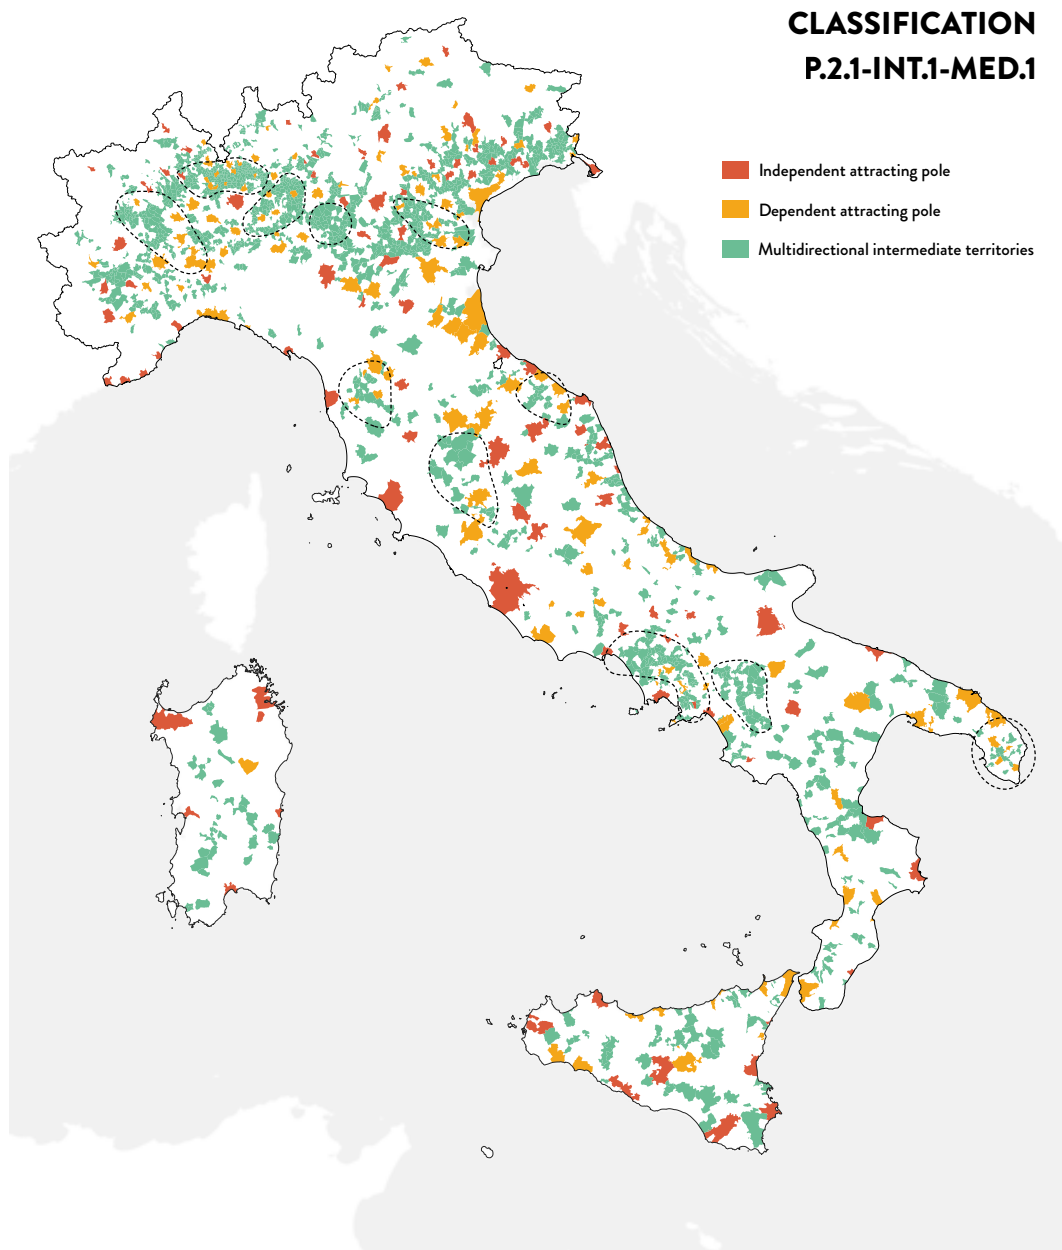 CLASSIFICATION
P.2.1-INT.1-MED.1
Independent attracting pole
Dependent attracting pole
Multidirectional intermediate territories